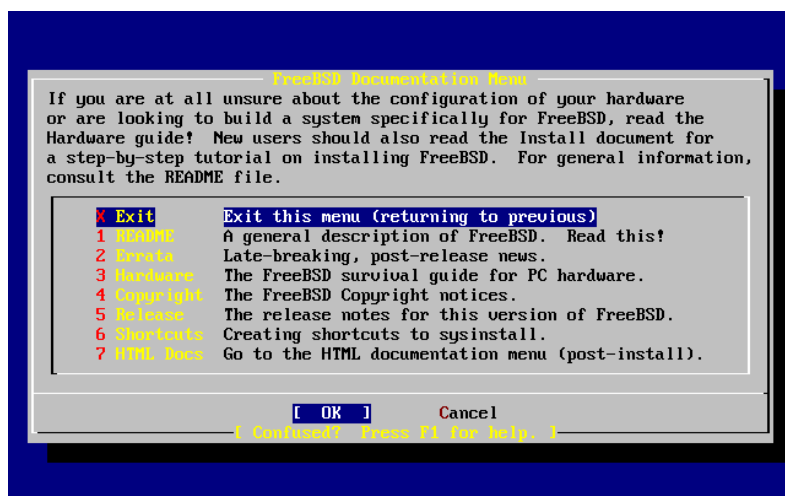 FreeBSD Documentation Menu
If you are at all unsure about the configuration of your hardware
or are looking to build a system specifically for FreeBSD, read the
Hardware guide!  New users should also read the Install document for
a step-by-step tutorial on installing FreeBSD.  For general information,
consult the README file.
X Exit       Exit this menu (returning to previous)
1 README     A general description of FreeBSD.  Read this!
2 Errata     Late-breaking, post-release news.
3 Hardware   The FreeBSD survival guide for PC hardware.
4 Copyright  The FreeBSD Copyright notices.
5 Release    The release notes for this version of FreeBSD.
6 Shortcuts  Creating shortcuts to sysinstall.
7 HTML Docs  Go to the HTML documentation menu (post-install).
[  OK  ]     Cancel
[ Confused?  Press F1 for help. ]